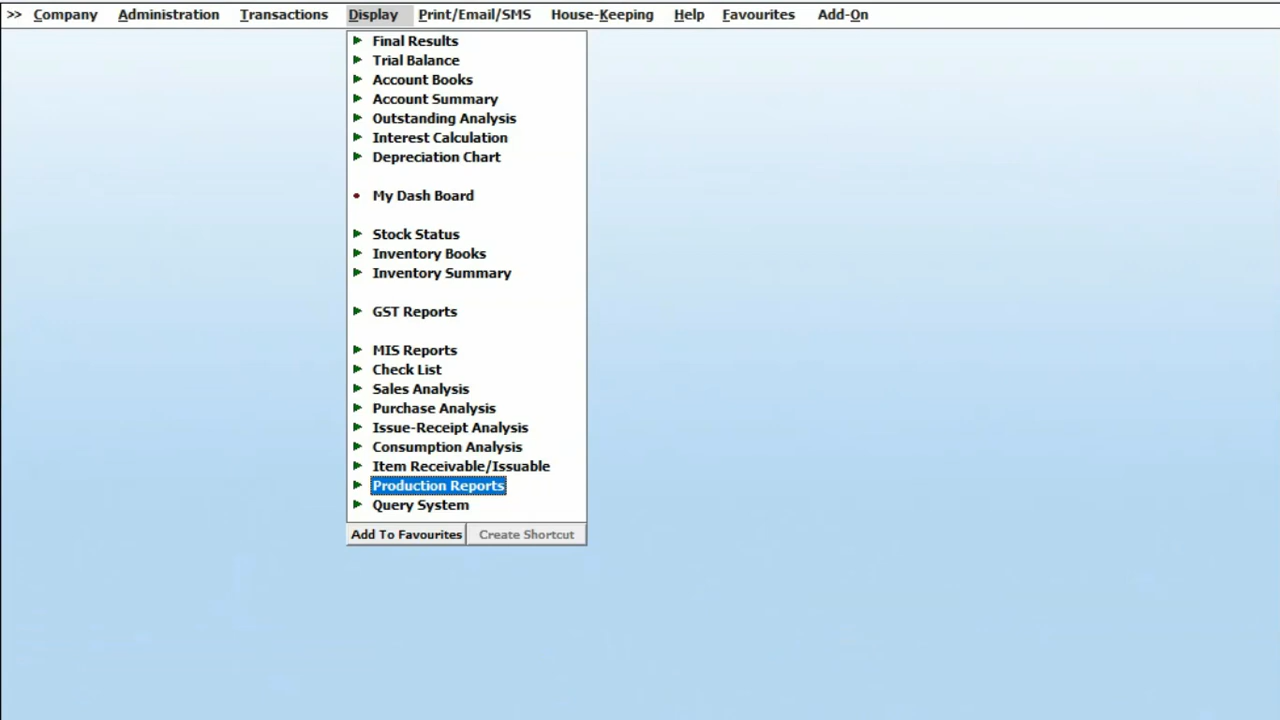 >> Company Administration Transactions Display Print/Email/SMS House-Keeping Help Favourites Add-On
Final Results
Trial Balance
Account Books
Account Summary
Outstanding Analysis
Interest Calculation
Depreciation Chart
My Dash Board
Stock Status
Inventory Books
Inventory Summary
GST Reports
MIS Reports
Check List
Sales Analysis
Purchase Analysis
Issue-Receipt Analysis
Consumption Analysis
Item Receivable/Issuable
Production Reports
Query System
Add To Favourites Create Shortcut